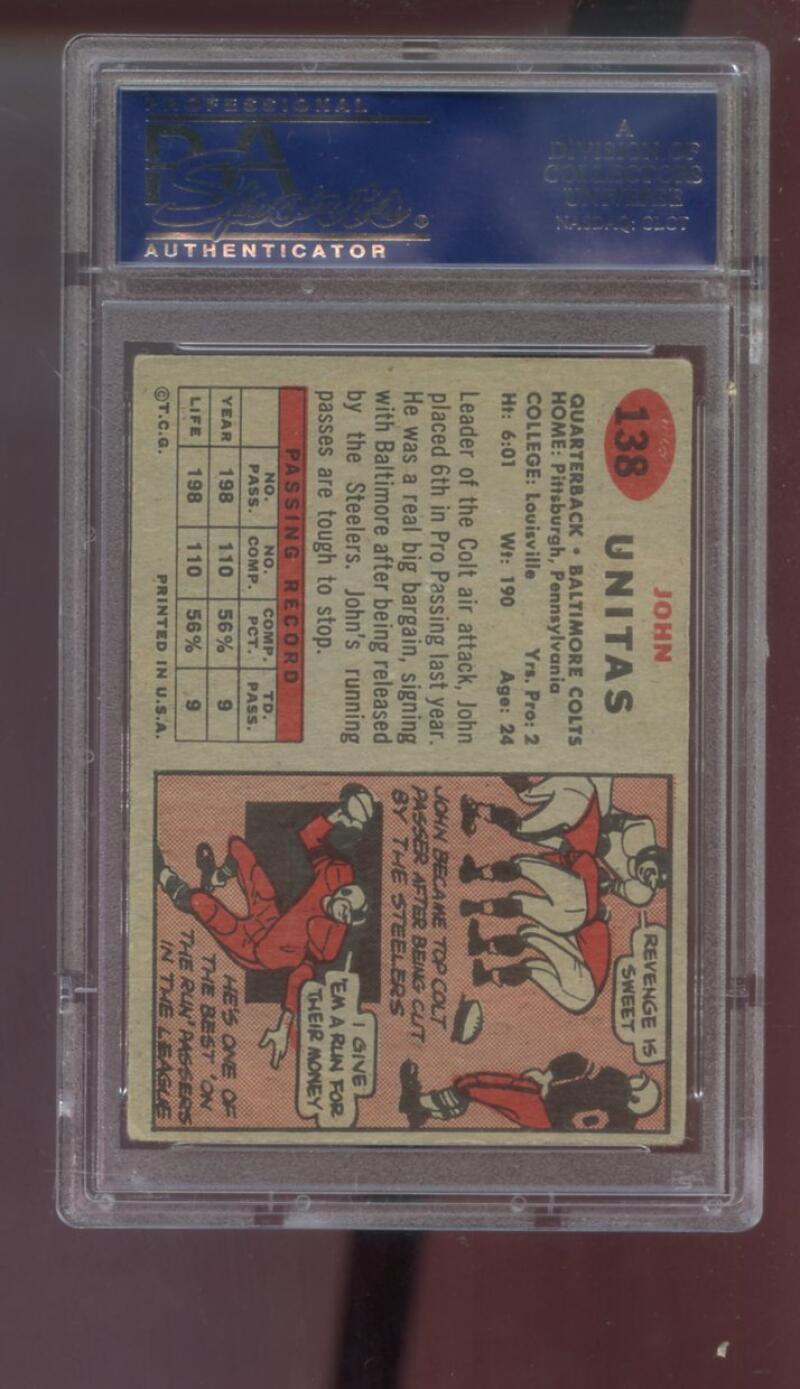 PROFESSIONAL
PSA
Sports®
AUTHENTICATOR
A
DIVISION OF
COLLECTORS
UNIVERSE
NASDAQ: CLCT
138
JOHN
UNITAS
QUARTERBACK • BALTIMORE COLTS
HOME: Pittsburgh, Pennsylvania
COLLEGE: Louisville Yrs. Pro: 2
Ht: 6:01 Wt: 190 Age: 24
Leader of the Colt air attack, John
placed 6th in Pro Passing last year.
He was a real big bargain, signing
with Baltimore after being released
by the Steelers. John's running
passes are tough to stop.
PASSING RECORD
NO. PASS. NO. COMP. COMP. PCT. TD. PASS.
YEAR 198 110 56% 9
LIFE 198 110 56% 9
©T.C.G. PRINTED IN U.S.A.
REVENGE IS
SWEET
JOHN BECAME TOP COLT
PASSER AFTER BEING CUT
BY THE STEELERS
I GIVE
'EM A RUN FOR
THEIR MONEY
HE'S ONE OF
THE BEST 'ON
THE RUN' PASSERS
IN THE LEAGUE